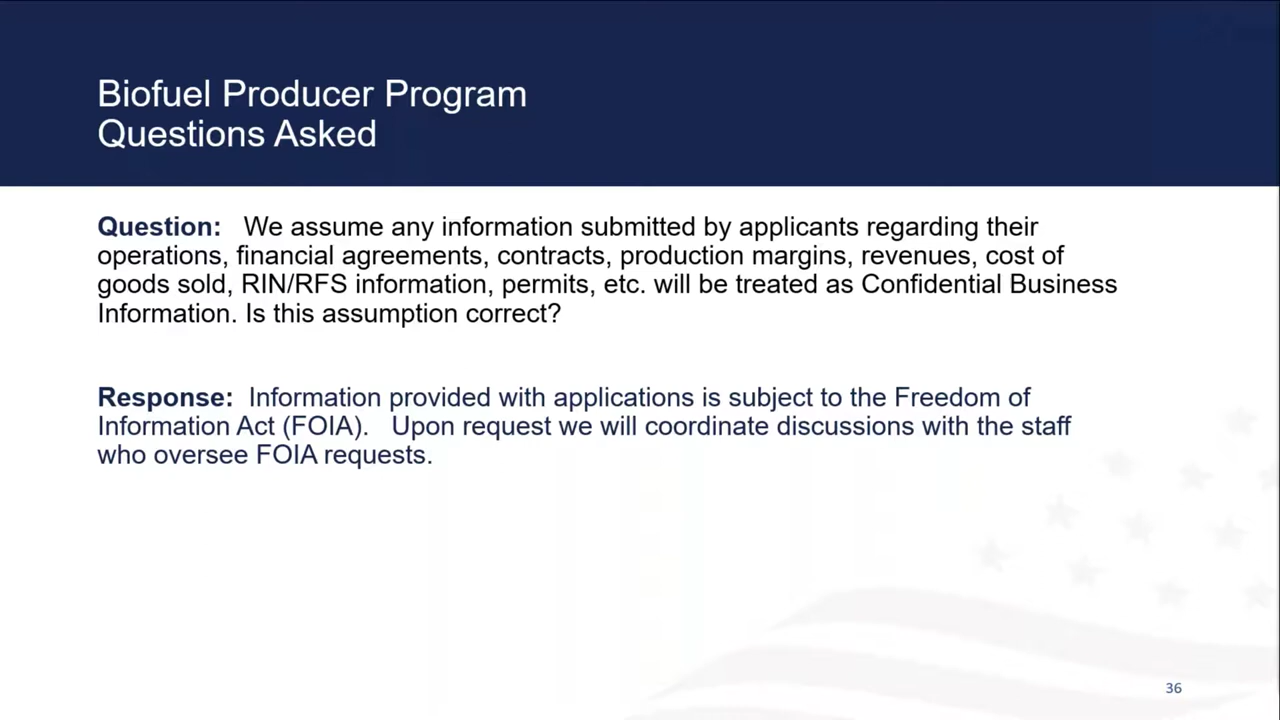 Biofuel Producer Program
Questions Asked
Question:   We assume any information submitted by applicants regarding their
operations, financial agreements, contracts, production margins, revenues, cost of
goods sold, RIN/RFS information, permits, etc. will be treated as Confidential Business
Information. Is this assumption correct?
Response:  Information provided with applications is subject to the Freedom of
Information Act (FOIA).   Upon request we will coordinate discussions with the staff
who oversee FOIA requests.
36